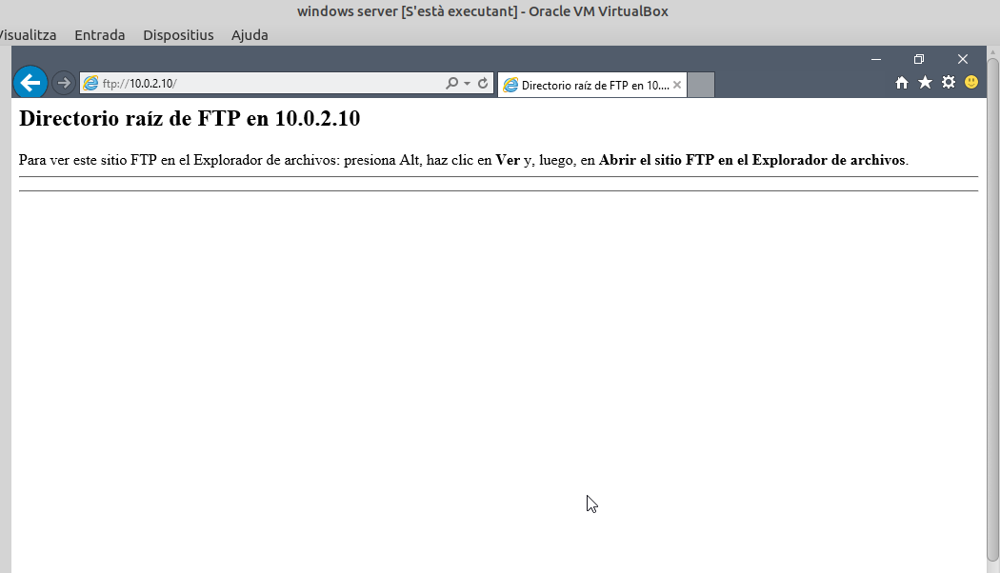 windows server [S'està executant] - Oracle VM VirtualBox
Visualitza Entrada Dispositius Ajuda
ftp://10.0.2.10/ Directorio raíz de FTP en 10....
Directorio raíz de FTP en 10.0.2.10
Para ver este sitio FTP en el Explorador de archivos: presiona Alt, haz clic en Ver y, luego, en Abrir el sitio FTP en el Explorador de archivos.